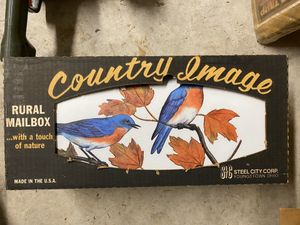 Country Image
RURAL
MAILBOX
...with a touch
of nature
MADE IN THE U.S.A.
STEEL CITY CORP.
YOUNGSTOWN, OHIO